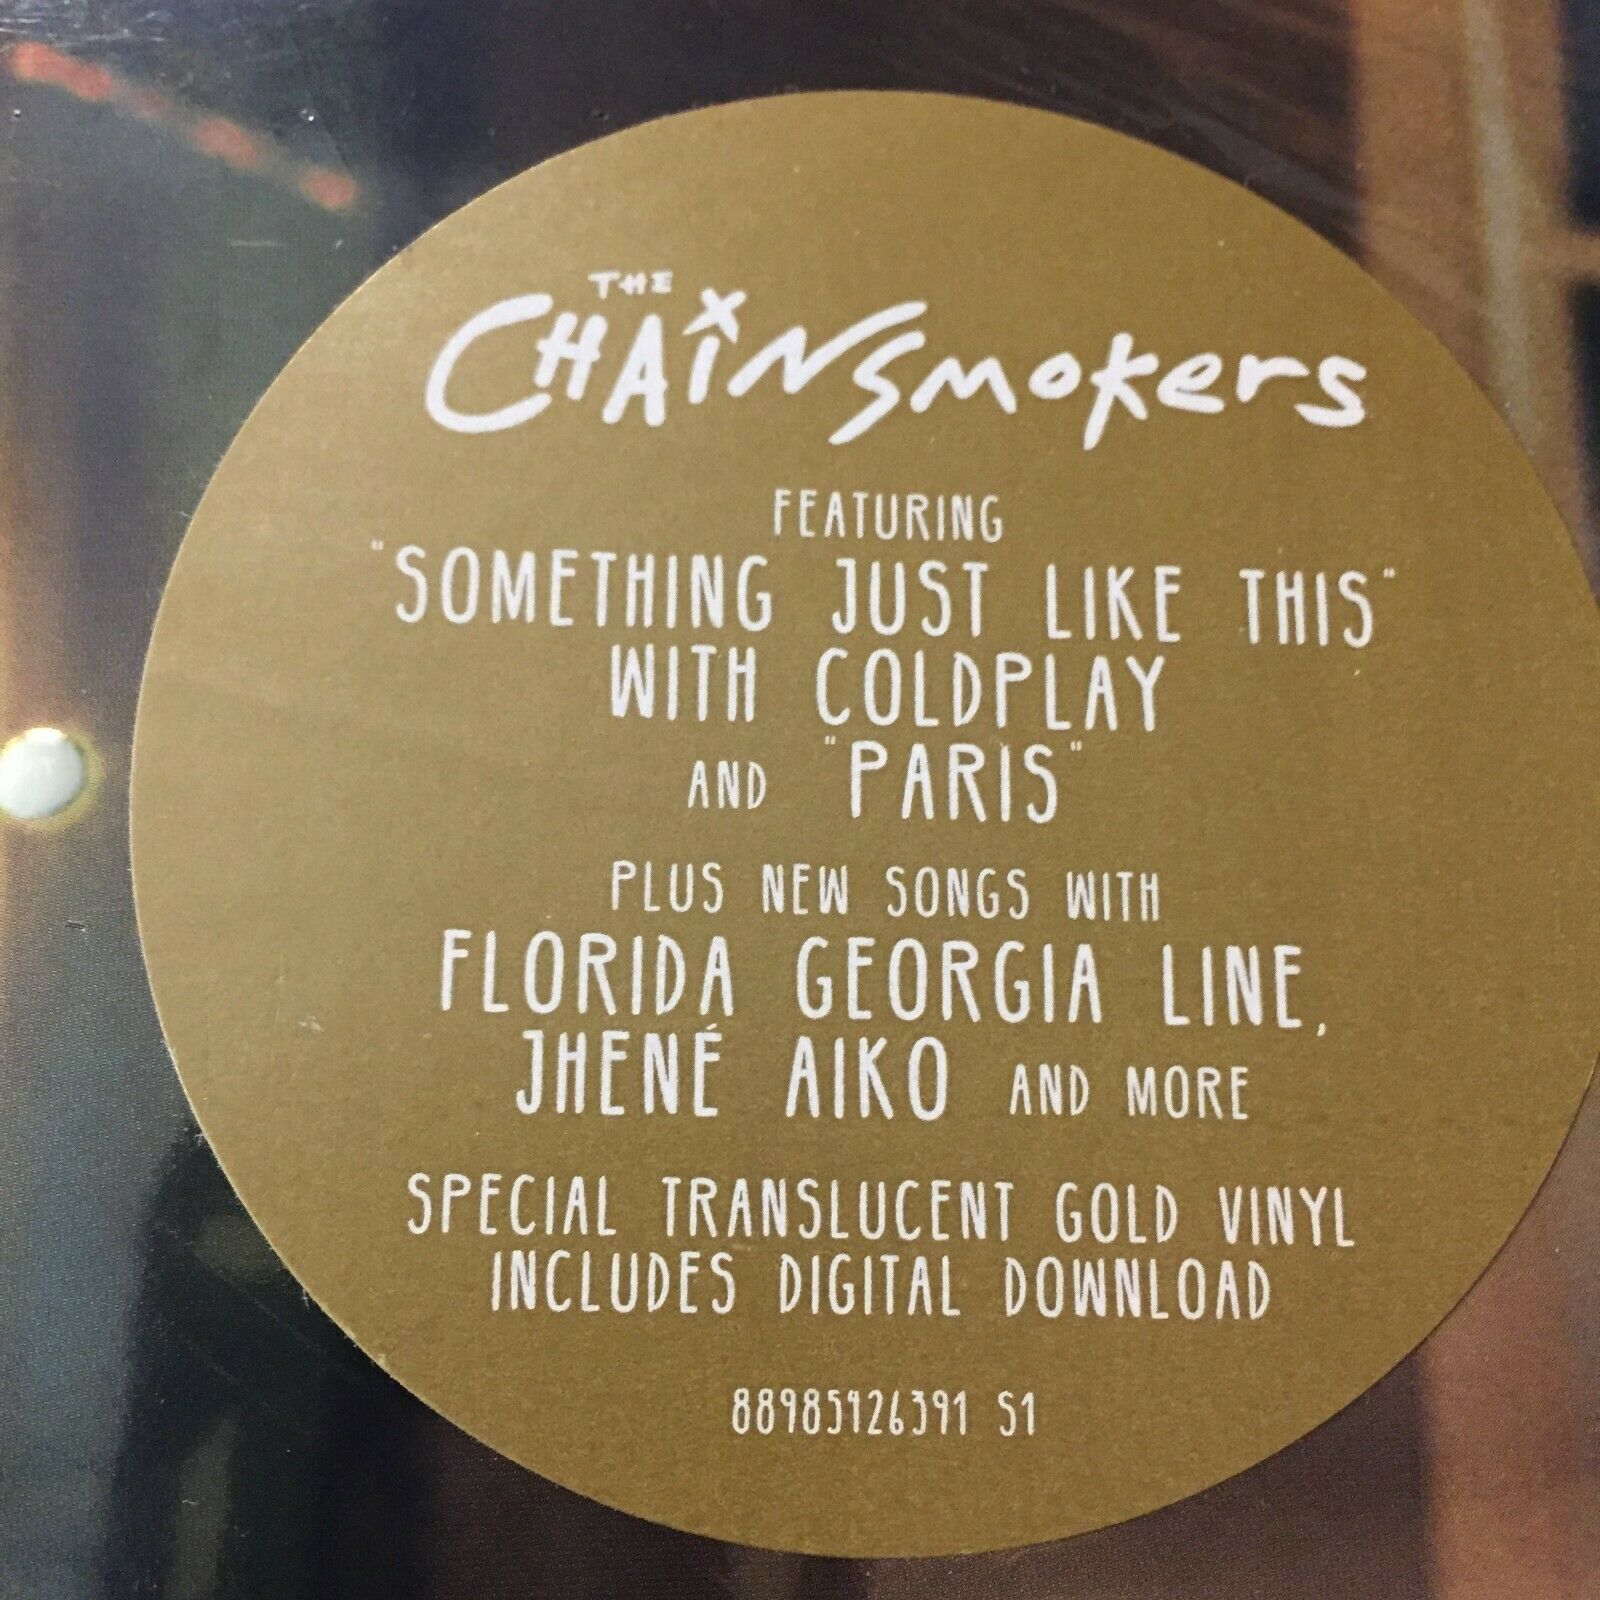 THE
CHAINSMOKERS
FEATURING
"SOMETHING JUST LIKE THIS"
WITH COLDPLAY
AND "PARIS"
PLUS NEW SONGS WITH
FLORIDA GEORGIA LINE,
JHENÉ AIKO AND MORE
SPECIAL TRANSLUCENT GOLD VINYL
INCLUDES DIGITAL DOWNLOAD
88985426391 S1